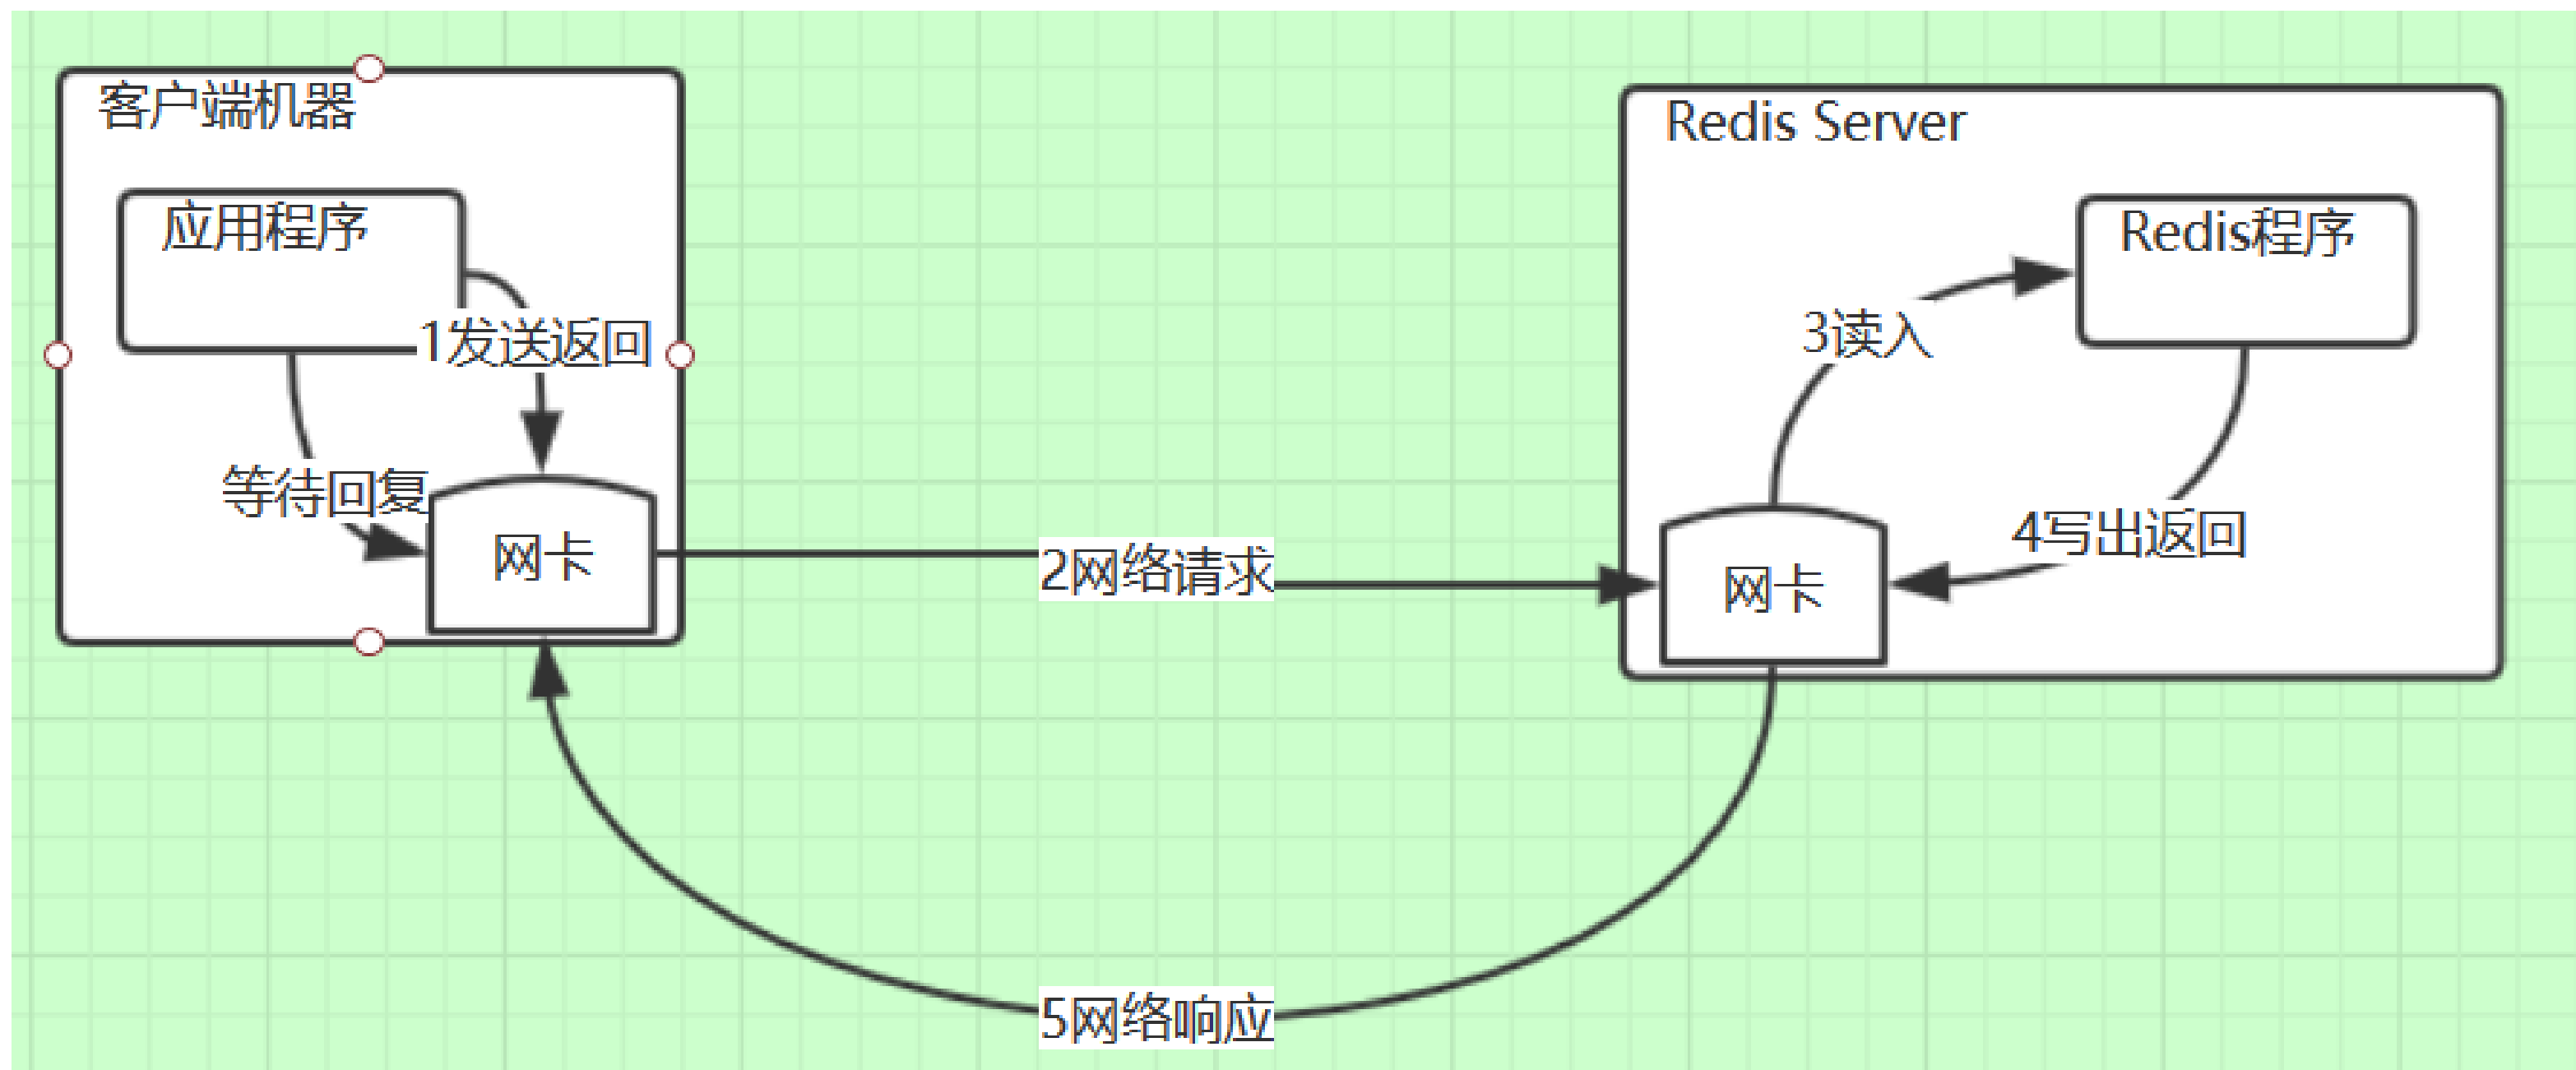 客户端机器
应用程序
1发送返回
等待回复
网卡
2网络请求
Redis Server
Redis程序
3读入
4写出返回
网卡
5网络响应